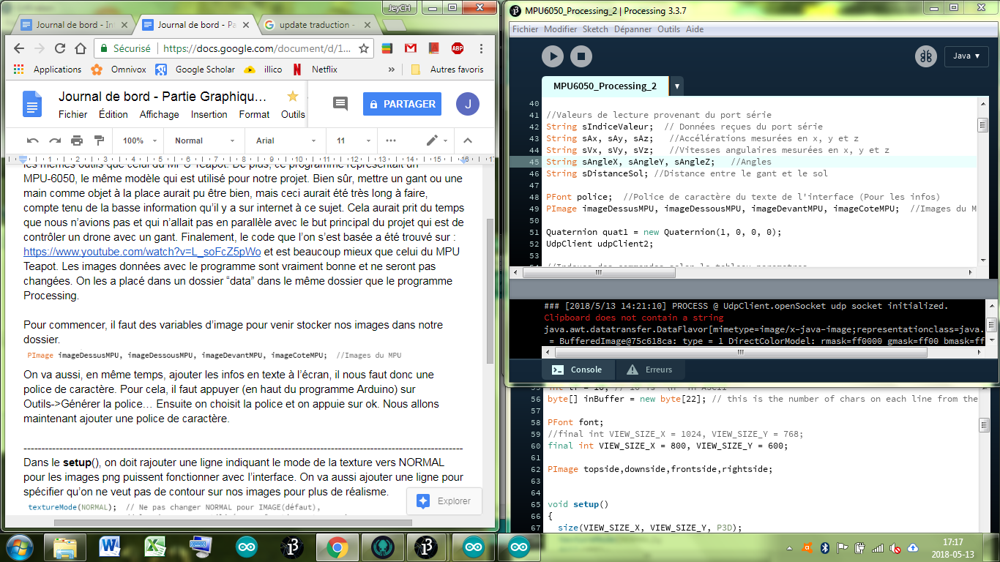 JeyCH
Journal de bord - In
Journal de bord - Pa
update traduction -
Sécurisé
https://docs.google.com/document/d/1...
ABP
Applications
Omnivox
Google Scholar
illico
Netflix
»
Autres favoris
Journal de bord - Partie Graphiqu…
PARTAGER
J
Fichier Édition Affichage Insertion Format Outils
100% Normal Arial 11
1 2 3 4 5 6 7 8 9 10 11 12 13 14 15 16 17
les mêmes outils que celui du MPU Teapot. De plus, ce programme représentait un
MPU-6050, le même modèle qui est utilisé pour notre projet. Bien sûr, mettre un gant ou une
main comme objet à la place aurait pu être bien, mais ceci aurait été très long à faire,
compte tenu de la basse information qu’il y a sur internet à ce sujet. Cela aurait prit du temps
que nous n’avions pas et qui n’allait pas en parallèle avec le but principal du projet qui est de
contrôler un drone avec un gant. Finalement, le code que l’on s’est basée a été trouvé sur :
https://www.youtube.com/watch?v=L_soFcZ5pWo et est beaucoup mieux que celui du MPU
Teapot. Les images données avec le programme sont vraiment bonne et ne seront pas
changées. On les a placé dans un dossier “data” dans le même dossier que le programme
Processing.
Pour commencer, il faut des variables d’image pour venir stocker nos images dans notre
dossier.
PImage imageDessusMPU, imageDessousMPU, imageDevantMPU, imageCoteMPU; //Images du MPU
On va aussi, en même temps, ajouter les infos en texte à l’écran, il nous faut donc une
police de caractère. Pour cela, il faut appuyer (en haut du programme Arduino) sur
Outils->Générer la police… Ensuite on choisit la police et on appuie sur ok. Nous allons
maintenant ajouter une police de caractère.
Dans le setup(), on doit rajouter une ligne indiquant le mode de la texture vers NORMAL
pour les images png puissent fonctionner avec l’interface. On va aussi ajouter une ligne pour
spécifier qu’on ne veut pas de contour sur nos images pour plus de réalisme.
textureMode(NORMAL); // Ne pas changer NORMAL pour IMAGE(défaut),
Explorer
MPU6050_Processing_2 | Processing 3.3.7
Fichier Modifier Sketch Dépanner Outils Aide
Java ▼
MPU6050_Processing_2 ▼
40
41 //Valeurs de lecture provenant du port série
42 String sIndiceValeur; // Données reçues du port série
43 String sAx, sAy, sAz; //Accélérations mesurées en x, y et z
44 String sVx, sVy, sVz; //Vitesses angulaires mesurées en x, y et z
45 String sAngleX, sAngleY, sAngleZ; //Angles
46 String sDistanceSol; //Distance entre le gant et le sol
47
48 PFont police; //Police de caractère du texte de l'interface (Pour les infos)
49 PImage imageDessusMPU, imageDessousMPU, imageDevantMPU, imageCoteMPU; //Images du M
50
51 Quaternion quat1 = new Quaternion(1, 0, 0, 0);
52 UdpClient udpClient2;
53
### [2018/5/13 14:21:10] PROCESS @ UdpClient.openSocket udp socket initialized.
Clipboard does not contain a string
java.awt.datatransfer.DataFlavor[mimetype=image/x-java-image;representationclass=java.
= BufferedImage@75c618ca: type = 1 DirectColorModel: rmask=ff0000 gmask=ff00 bmask=ff
Console
Erreurs
56 byte[] inBuffer = new byte[22]; // this is the number of chars on each line from the
57
58 PFont font;
59 //final int VIEW_SIZE_X = 1024, VIEW_SIZE_Y = 768;
60 final int VIEW_SIZE_X = 800, VIEW_SIZE_Y = 600;
61
62 PImage topside,downside,frontside,rightside;
63
64
65 void setup()
66 {
67 size(VIEW_SIZE_X, VIEW_SIZE_Y, P3D);
17:17
2018-05-13